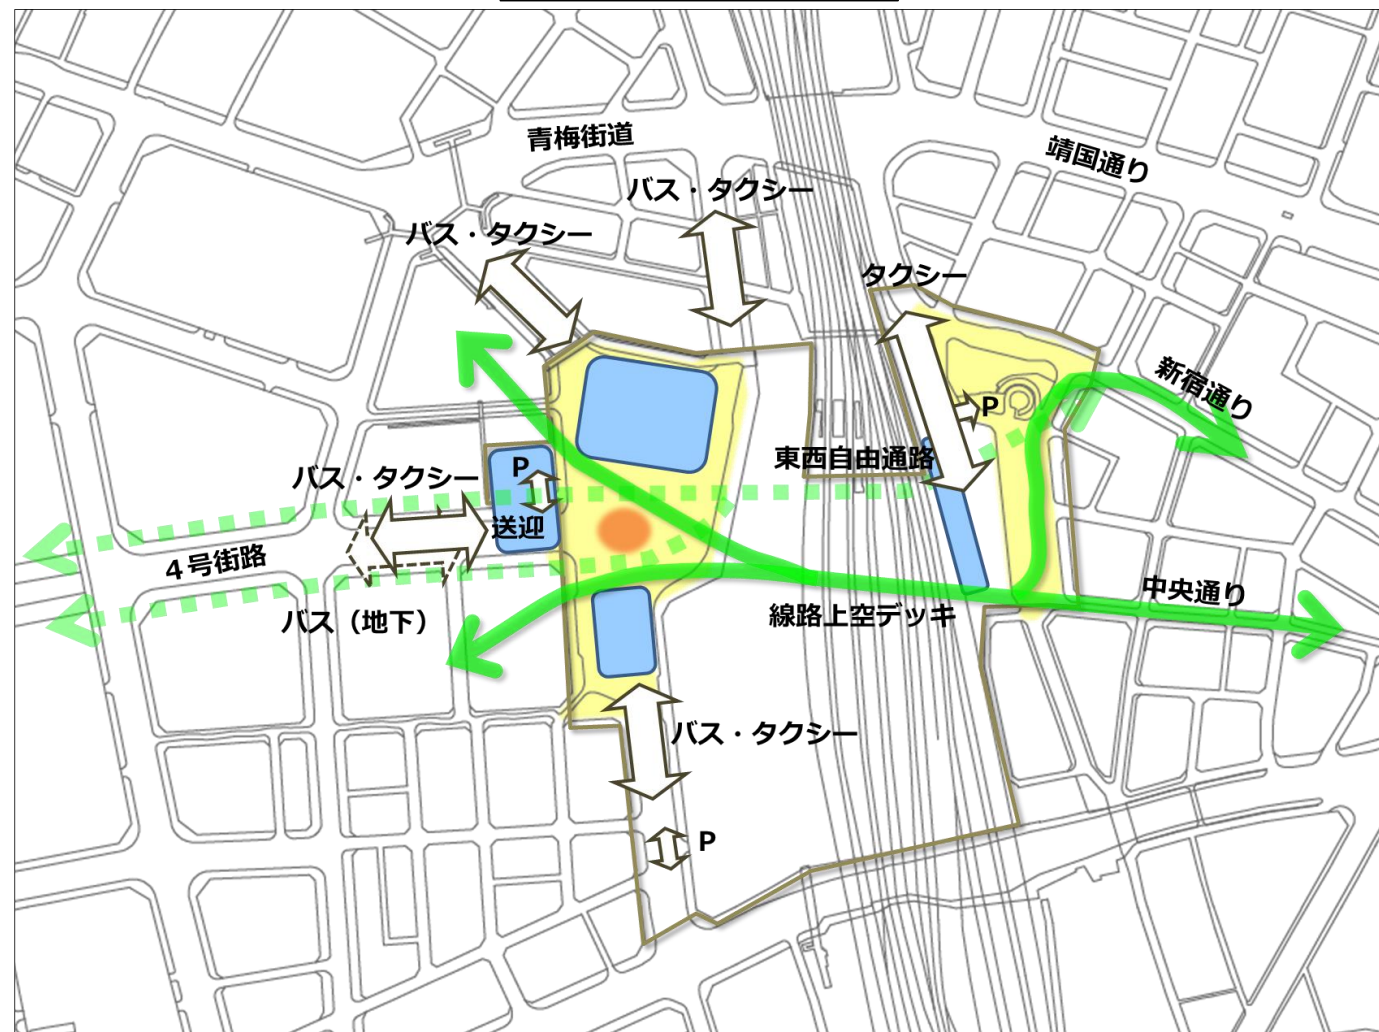 青梅街道
靖国通り
バス・タクシー
バス・タクシー
タクシー
新宿通り
P
東西自由通路
バス・タクシー
P
送迎
4号街路
バス（地下）
中央通り
線路上空デッキ
バス・タクシー
P